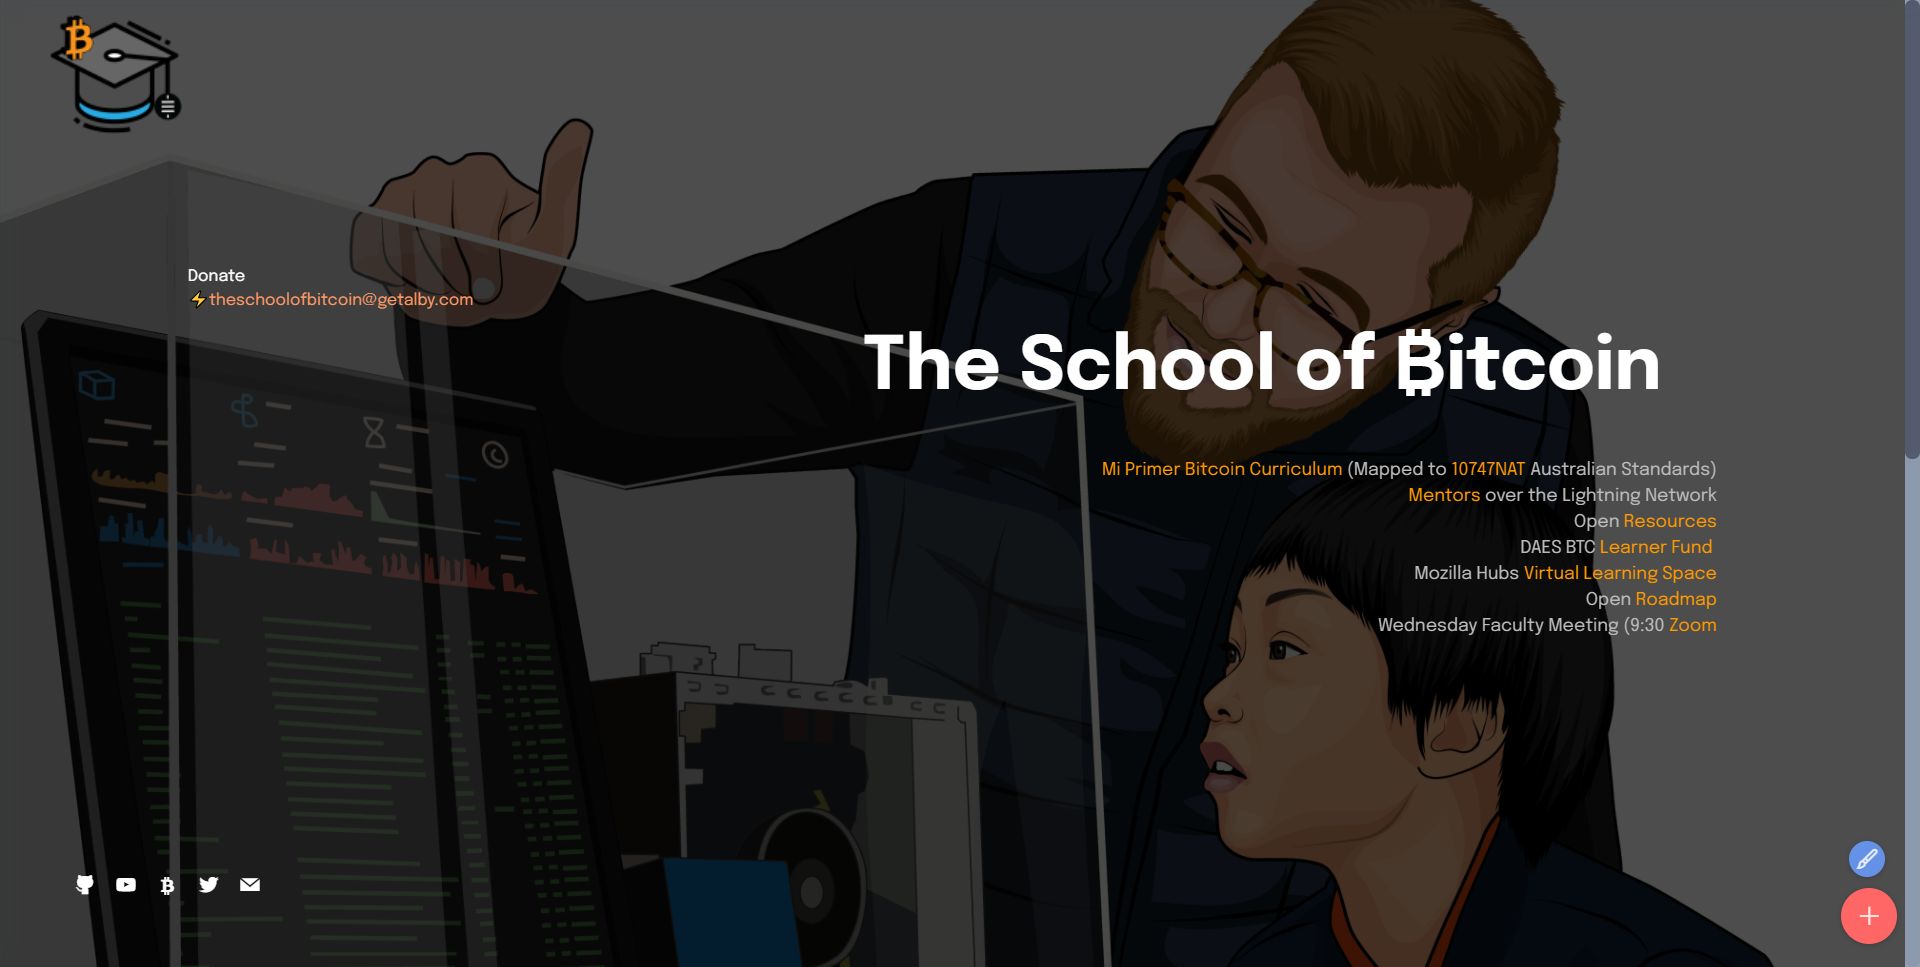 Donate
⚡theschoolofbitcoin@getalby.com
The School of ₿itcoin
Mi Primer Bitcoin Curriculum (Mapped to 10747NAT Australian Standards)
Mentors over the Lightning Network
Open Resources
DAES BTC Learner Fund
Mozilla Hubs Virtual Learning Space
Open Roadmap
Wednesday Faculty Meeting (9:30 Zoom